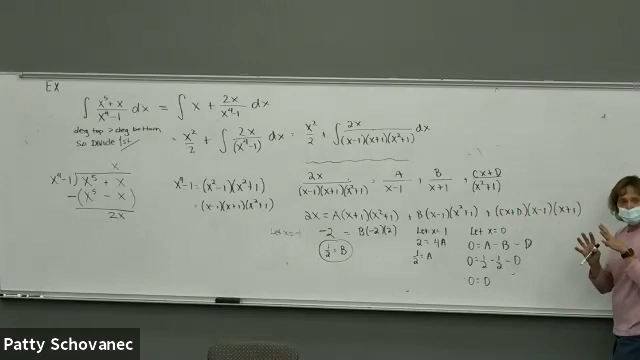 EX
∫ (x⁵+x)/(x⁴-1) dx = ∫ x + 2x/(x⁴-1) dx
deg top > deg bottom
So Divide 1st
= x²/2 + ∫ 2x/(x⁴-1) dx = x²/2 + ∫ 2x/((x-1)(x+1)(x²+1)) dx
x
x⁴-1 ) x⁵ + x
-(x⁵ - x)
2x
x⁴-1 = (x²-1)(x²+1)
= (x-1)(x+1)(x²+1)
2x/((x-1)(x+1)(x²+1)) = A/(x-1) + B/(x+1) + (Cx+D)/(x²+1)
2x = A(x+1)(x²+1) + B(x-1)(x²+1) + (Cx+D)(x-1)(x+1)
Let x=-1
-2 = B(-2)(2)
1/2 = B
Let x=1
2 = 4A
1/2 = A
Let x=0
0 = A - B - D
0 = 1/2 - 1/2 - D
0 = D
Patty Schovanec